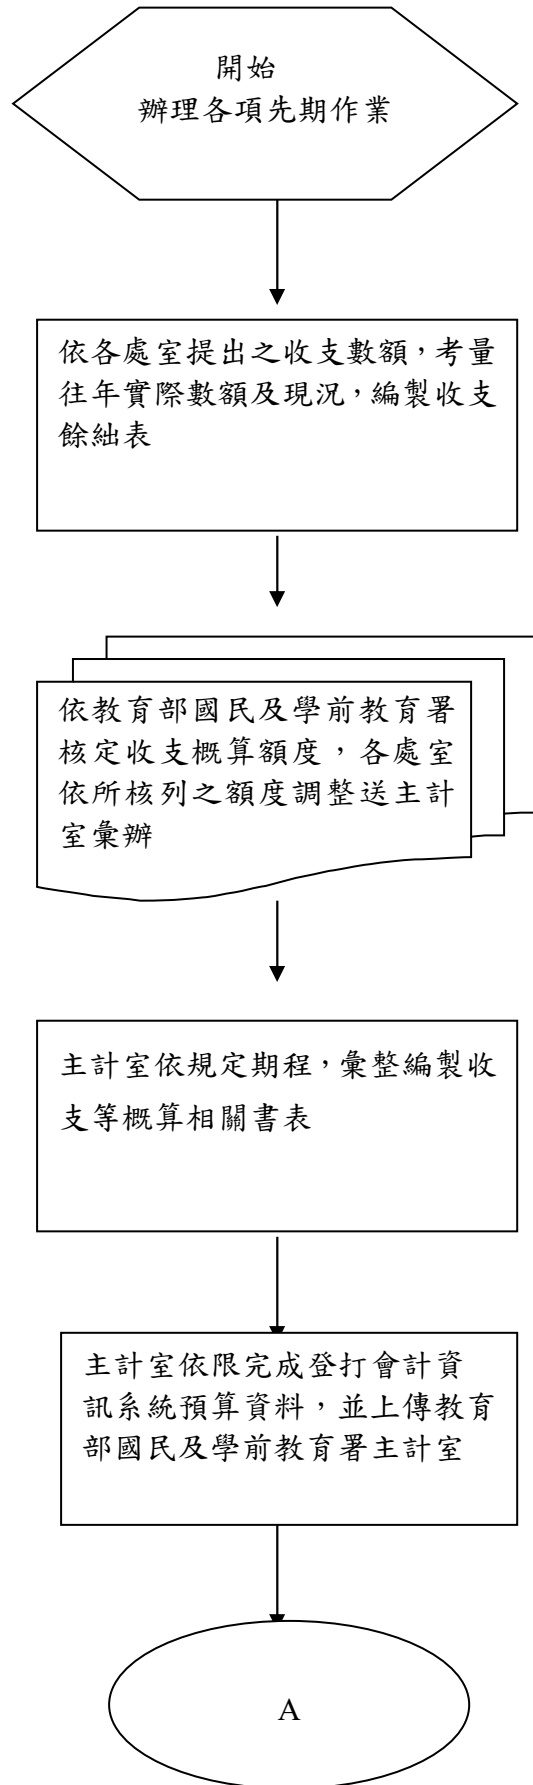 開始
辦理各項先期作業
依各處室提出之收支數額，考量
往年實際數額及現況，編製收支
餘絀表
依教育部國民及學前教育署
核定收支概算額度，各處室
依所核列之額度調整送主計
室彙辦
主計室依規定期程，彙整編製收
支等概算相關書表
主計室依限完成登打會計資
訊系統預算資料，並上傳教育
部國民及學前教育署主計室
A